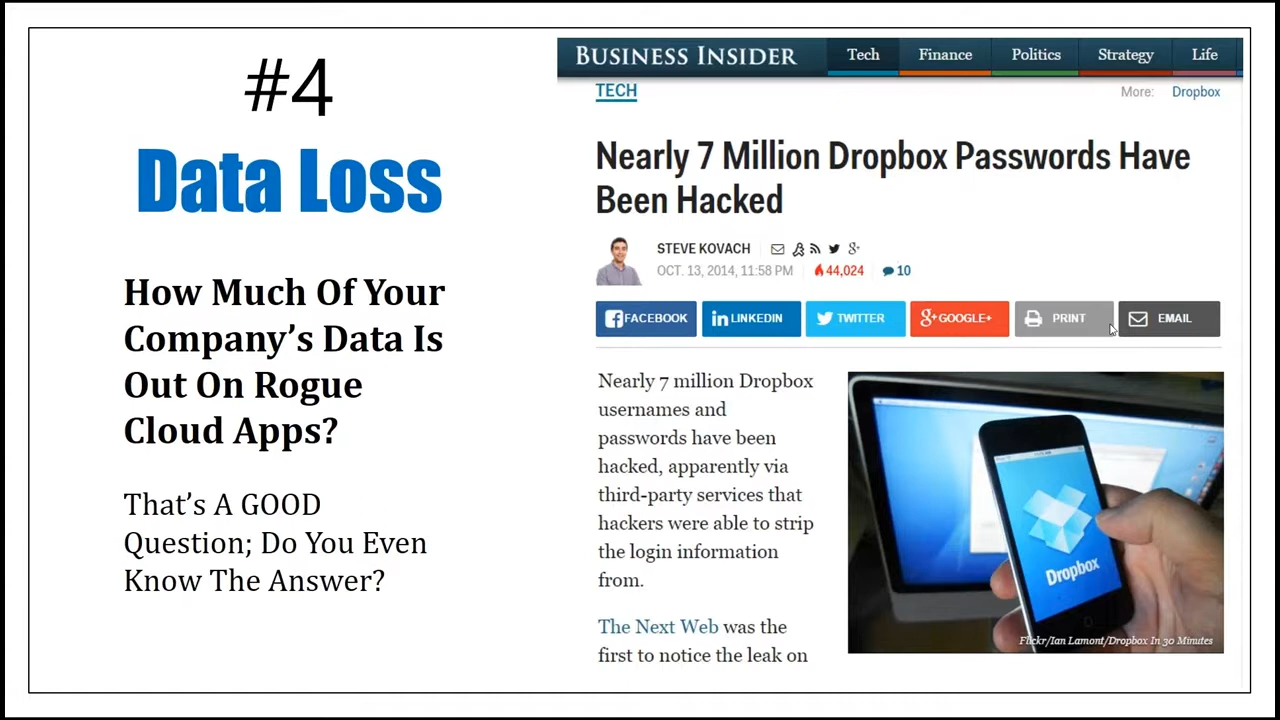 #4
Data Loss
How Much Of Your
Company’s Data Is
Out On Rogue
Cloud Apps?
That’s A GOOD
Question; Do You Even
Know The Answer?
BUSINESS INSIDER
Tech
Finance
Politics
Strategy
Life
TECH
More: Dropbox
Nearly 7 Million Dropbox Passwords Have
Been Hacked
STEVE KOVACH
OCT. 13, 2014, 11:58 PM
44,024
10
FACEBOOK
LINKEDIN
TWITTER
GOOGLE+
PRINT
EMAIL
Nearly 7 million Dropbox
usernames and
passwords have been
hacked, apparently via
third-party services that
hackers were able to strip
the login information
from.
The Next Web was the
first to notice the leak on
Dropbox
Flickr/Ian Lamont/Dropbox In 30 Minutes